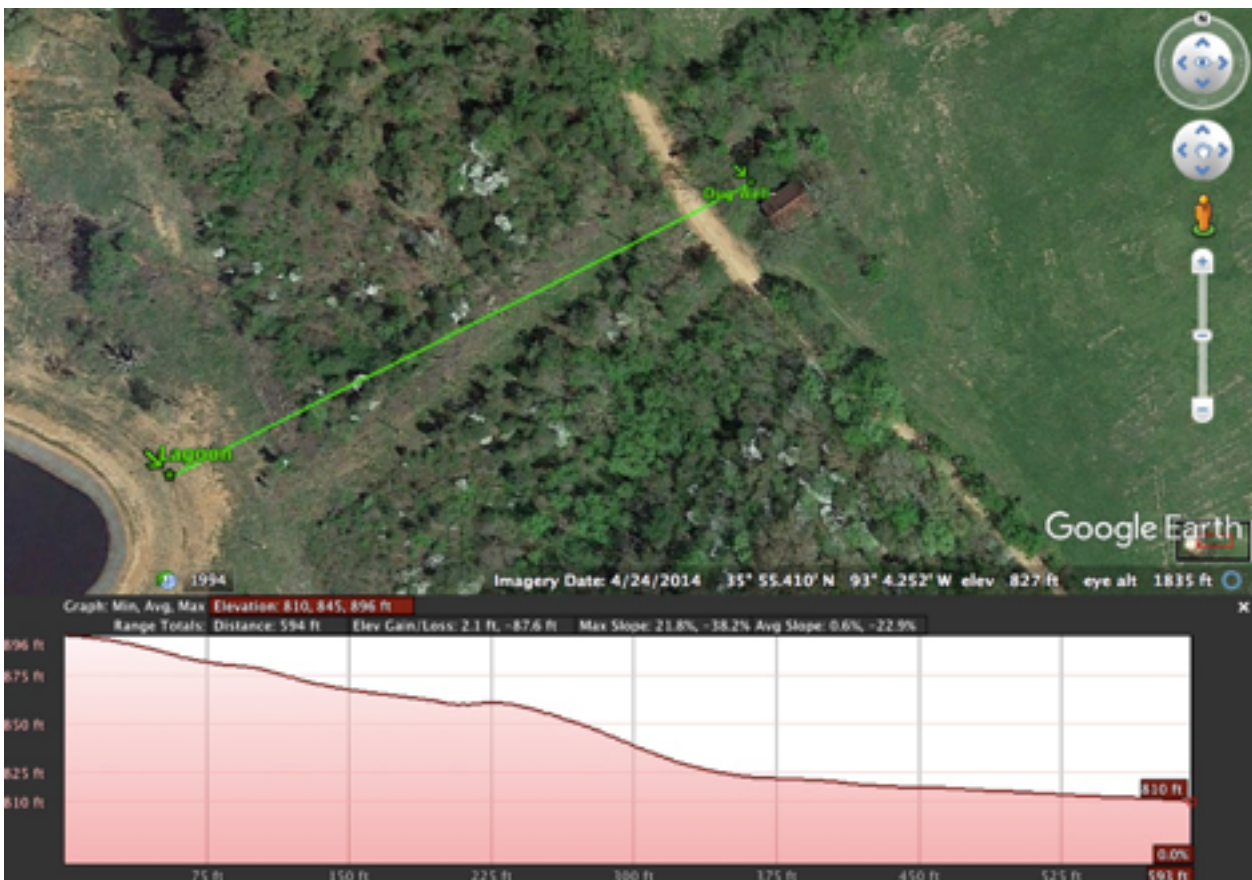 N
Dug Well
Lagoon
Google Earth
1994
Imagery Date: 4/24/2014 35° 55.410' N 93° 4.252' W elev 827 ft eye alt 1835 ft
Graph: Min, Avg, Max Elevation: 810, 845, 896 ft
Range Totals: Distance: 594 ft Elev Gain/Loss: 2.1 ft, -87.6 ft Max Slope: 21.8%, -38.2% Avg Slope: 0.6%, -22.9%
896 ft
875 ft
850 ft
825 ft
810 ft
810 ft
0.0%
75 ft 150 ft 225 ft 300 ft 375 ft 450 ft 525 ft 593 ft